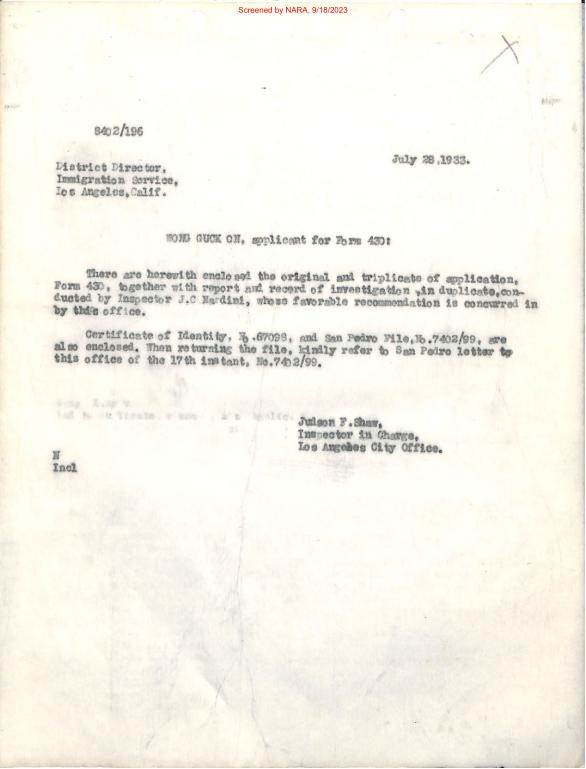 Screened by NARA, 9/18/2023
8402/196
July 28,1933.
District Director,
Immigration Service,
Los Angeles,Calif.
WONG GUCK ON, applicant for Form 430:
There are herewith enclosed the original and triplicate of application,
Form 430, together with report and record of investigation ,in duplicate,con-
ducted by Inspector J.C Nardini, whose favorable recommendation is concurred in
by this office.
Certificate of Identity, No.67098, and San Pedro File,No.7402/99, are
also enclosed. When returning the file, kindly refer to San Pedro letter to
this office of the 17th instant, No.7402/99.
Judson F.Shaw,
Inspector in Charge,
Los Angeles City Office.
N
Incl